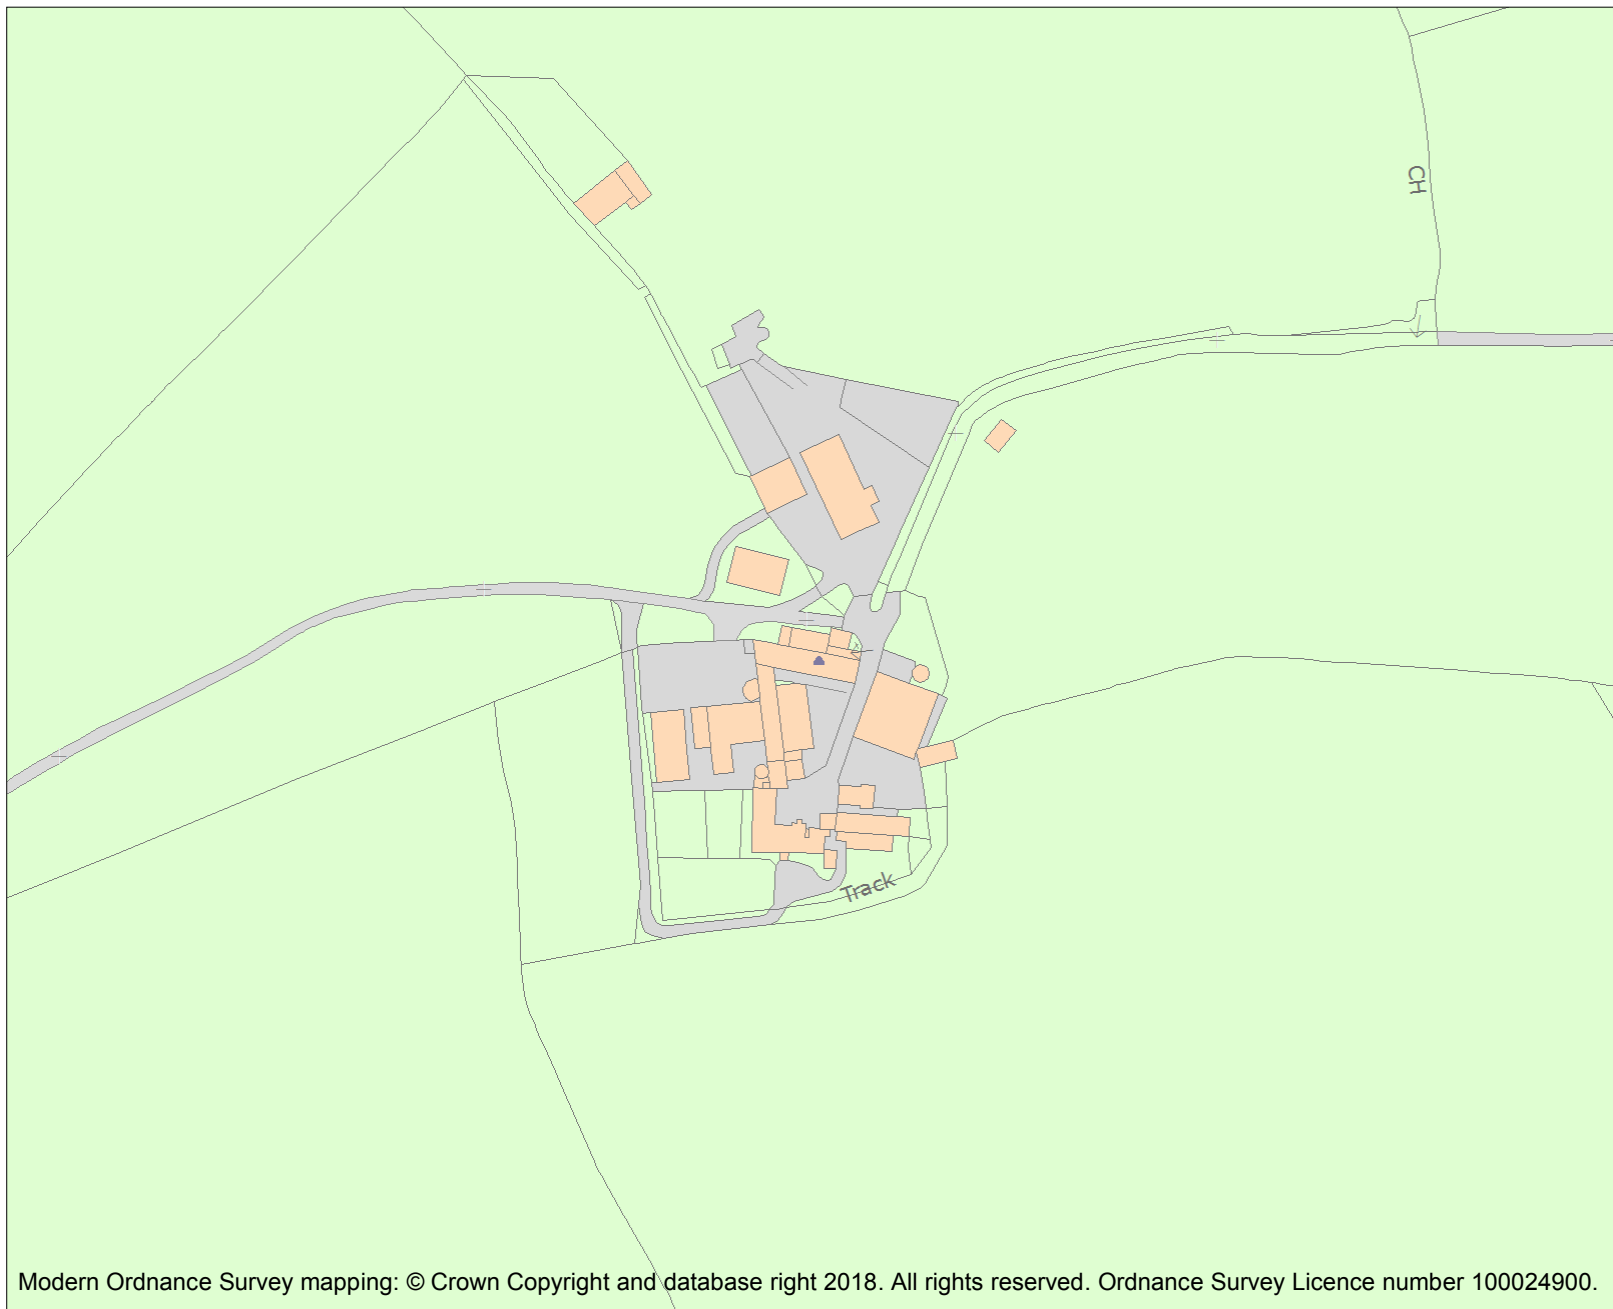 CH
Track
Modern Ordnance Survey mapping: © Crown Copyright and database right 2018. All rights reserved. Ordnance Survey Licence number 100024900.